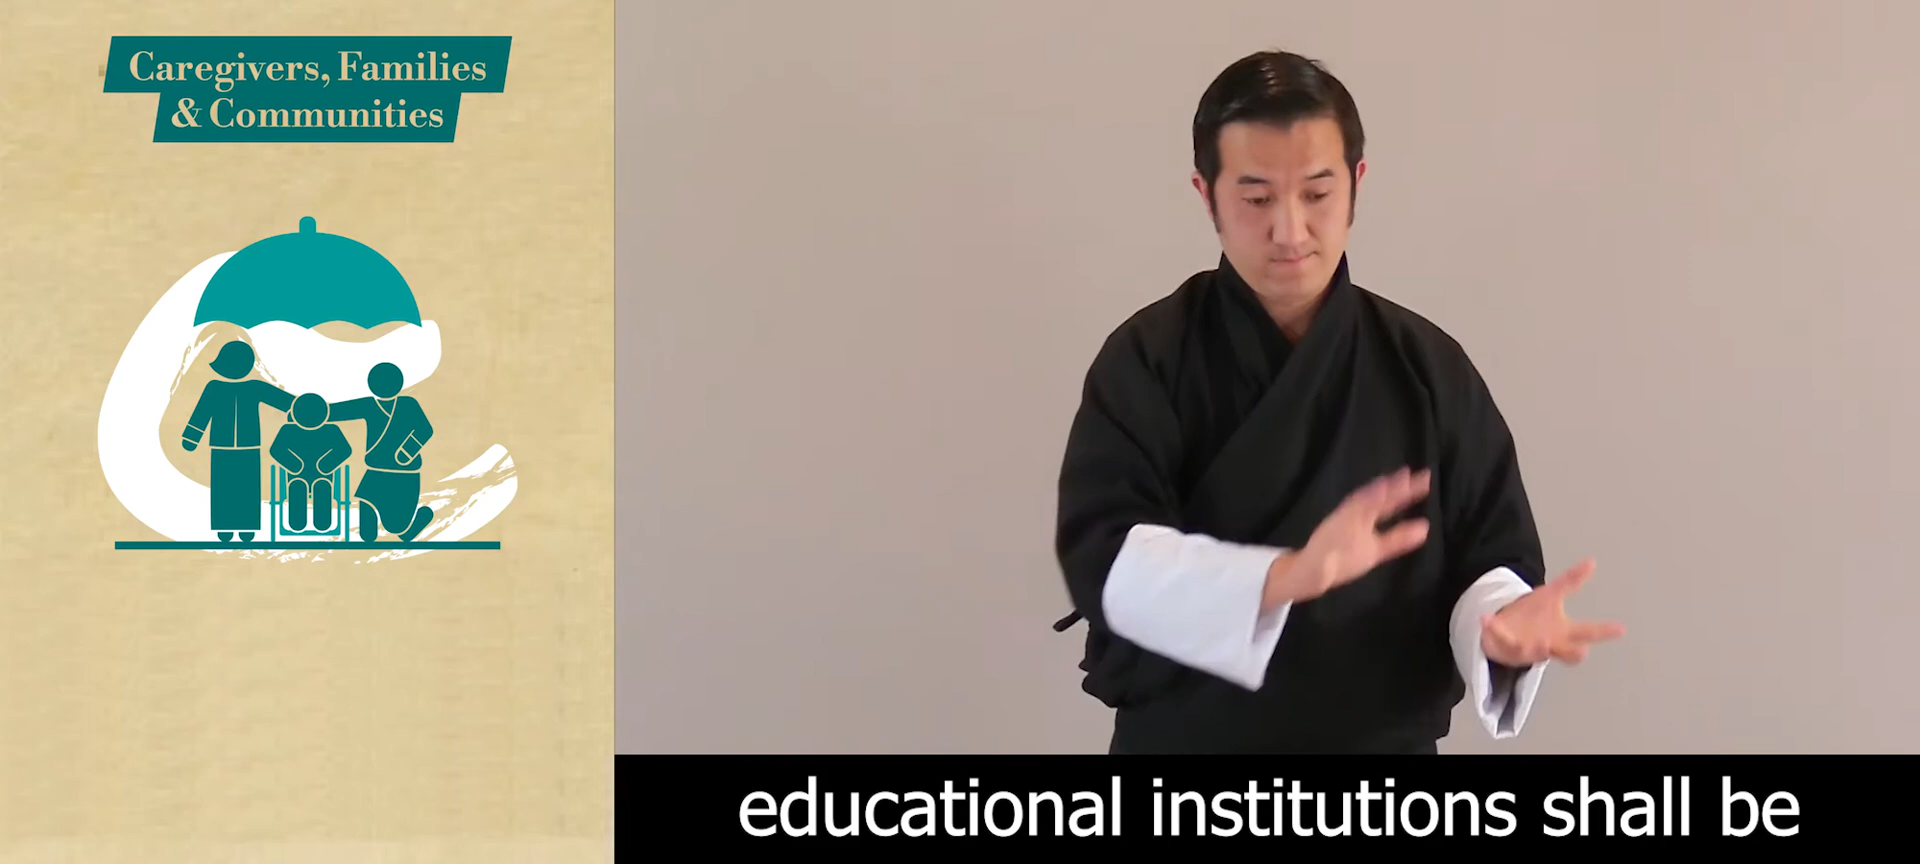 Caregivers, Families
& Communities
educational institutions shall be